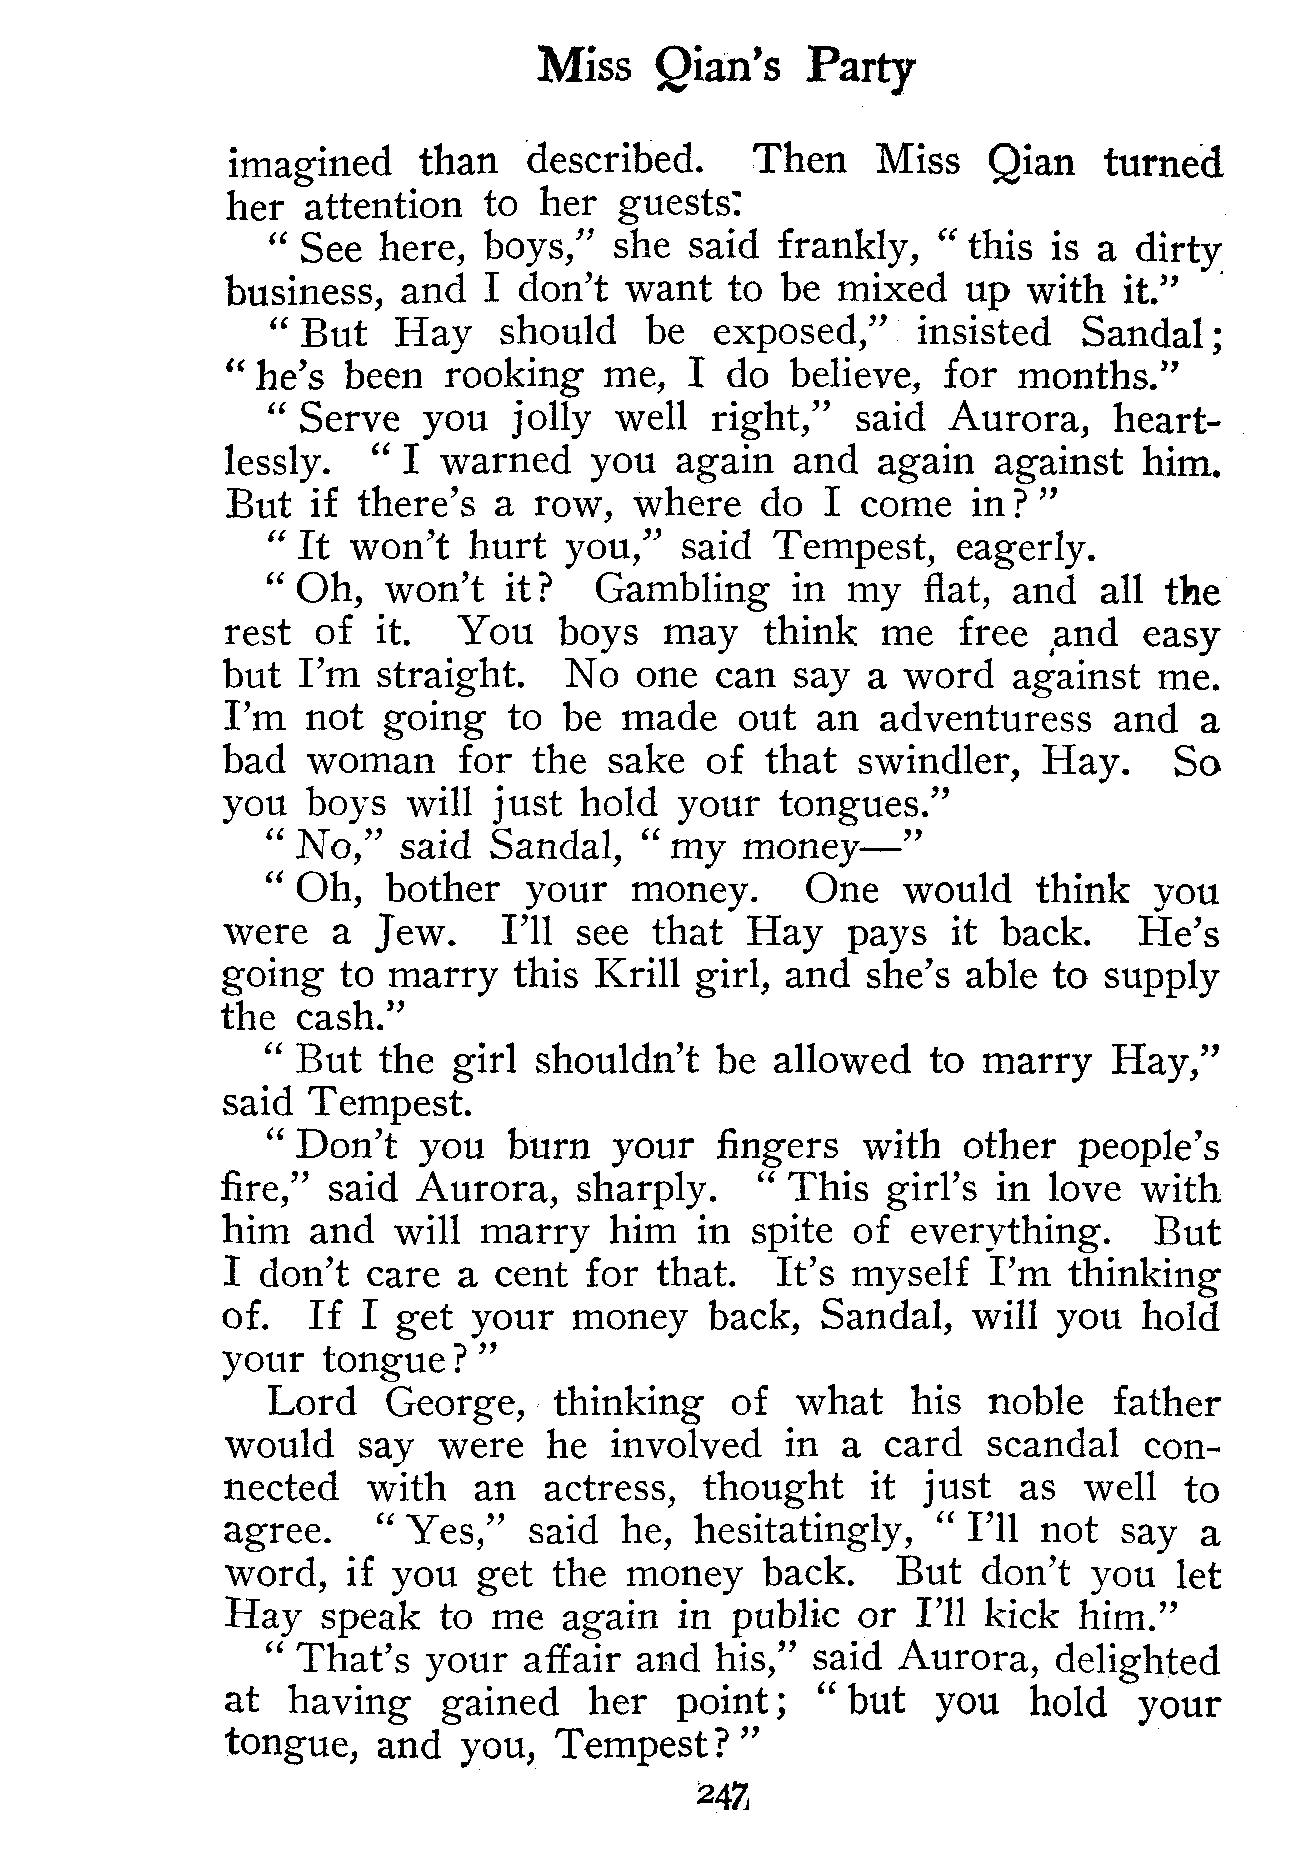 Miss Qian's Party
imagined than described. Then Miss Qian turned
her attention to her guests:
" See here, boys," she said frankly, " this is a dirty
business, and I don't want to be mixed up with it."
" But Hay should be exposed," insisted Sandal;
" he's been rooking me, I do believe, for months."
" Serve you jolly well right," said Aurora, heart-
lessly. " I warned you again and again against him.
But if there's a row, where do I come in? "
" It won't hurt you," said Tempest, eagerly.
" Oh, won't it? Gambling in my flat, and all the
rest of it. You boys may think me free and easy
but I'm straight. No one can say a word against me.
I'm not going to be made out an adventuress and a
bad woman for the sake of that swindler, Hay. So
you boys will just hold your tongues."
" No," said Sandal, " my money—"
" Oh, bother your money. One would think you
were a Jew. I'll see that Hay pays it back. He's
going to marry this Krill girl, and she's able to supply
the cash."
" But the girl shouldn't be allowed to marry Hay,"
said Tempest.
" Don't you burn your fingers with other people's
fire," said Aurora, sharply. " This girl's in love with
him and will marry him in spite of everything. But
I don't care a cent for that. It's myself I'm thinking
of. If I get your money back, Sandal, will you hold
your tongue? "
Lord George, thinking of what his noble father
would say were he involved in a card scandal con-
nected with an actress, thought it just as well to
agree. " Yes," said he, hesitatingly, " I'll not say a
word, if you get the money back. But don't you let
Hay speak to me again in public or I'll kick him."
" That's your affair and his," said Aurora, delighted
at having gained her point; " but you hold your
tongue, and you, Tempest? "
247